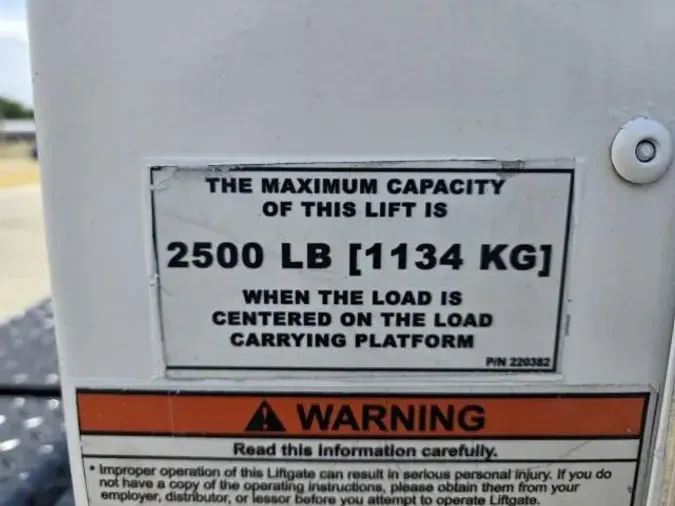 THE MAXIMUM CAPACITY
OF THIS LIFT IS
2500 LB [1134 KG]
WHEN THE LOAD IS
CENTERED ON THE LOAD
CARRYING PLATFORM
P/N 220382
WARNING
Read this information carefully.
• Improper operation of this Liftgate can result in serious personal injury. If you do
not have a copy of the operating instructions, please obtain them from your
employer, distributor, or lessor before you attempt to operate Liftgate.